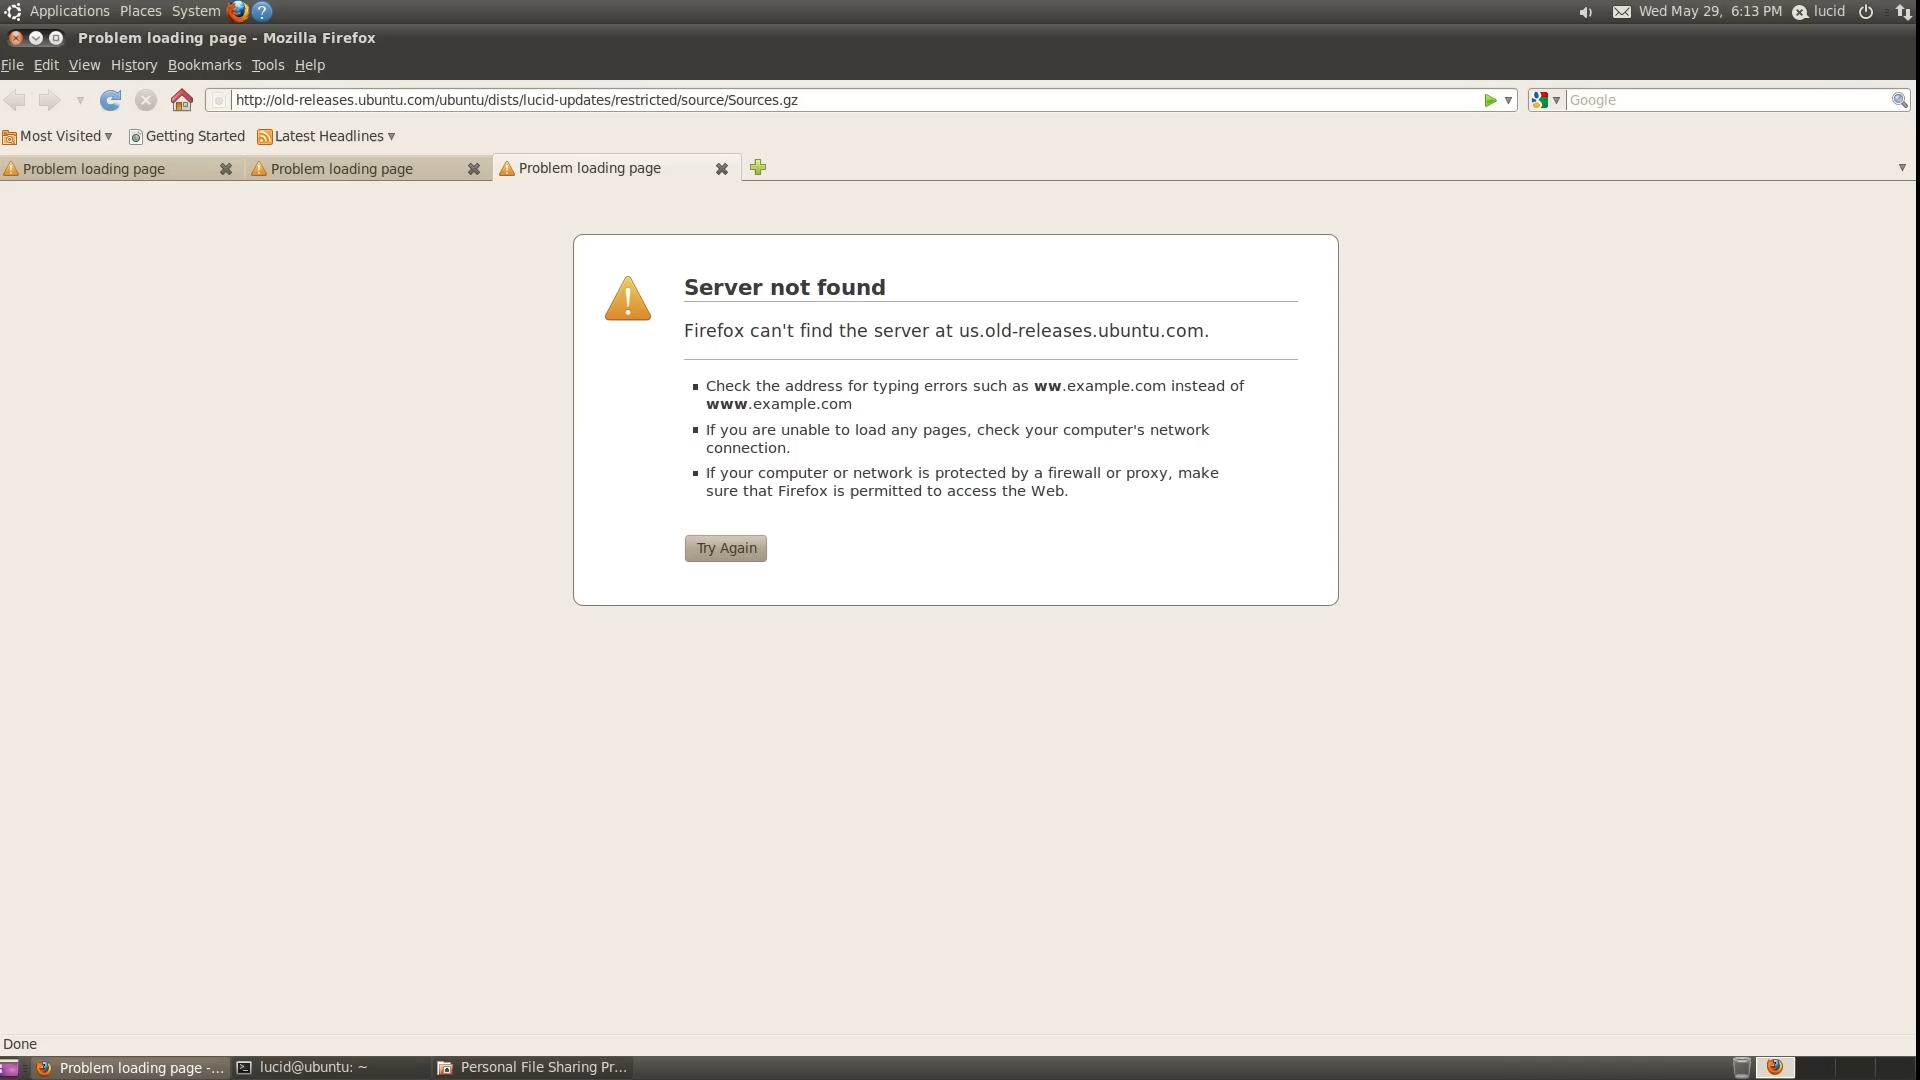 Applications Places System
Wed May 29, 6:13 PM lucid
Problem loading page - Mozilla Firefox
File Edit View History Bookmarks Tools Help
http://old-releases.ubuntu.com/ubuntu/dists/lucid-updates/restricted/source/Sources.gz
Google
Most Visited Getting Started Latest Headlines
Problem loading page Problem loading page Problem loading page
Server not found
Firefox can't find the server at us.old-releases.ubuntu.com.
Check the address for typing errors such as ww.example.com instead of
www.example.com
If you are unable to load any pages, check your computer's network
connection.
If your computer or network is protected by a firewall or proxy, make
sure that Firefox is permitted to access the Web.
Try Again
Done
Problem loading page -... lucid@ubuntu: ~ Personal File Sharing Pr...